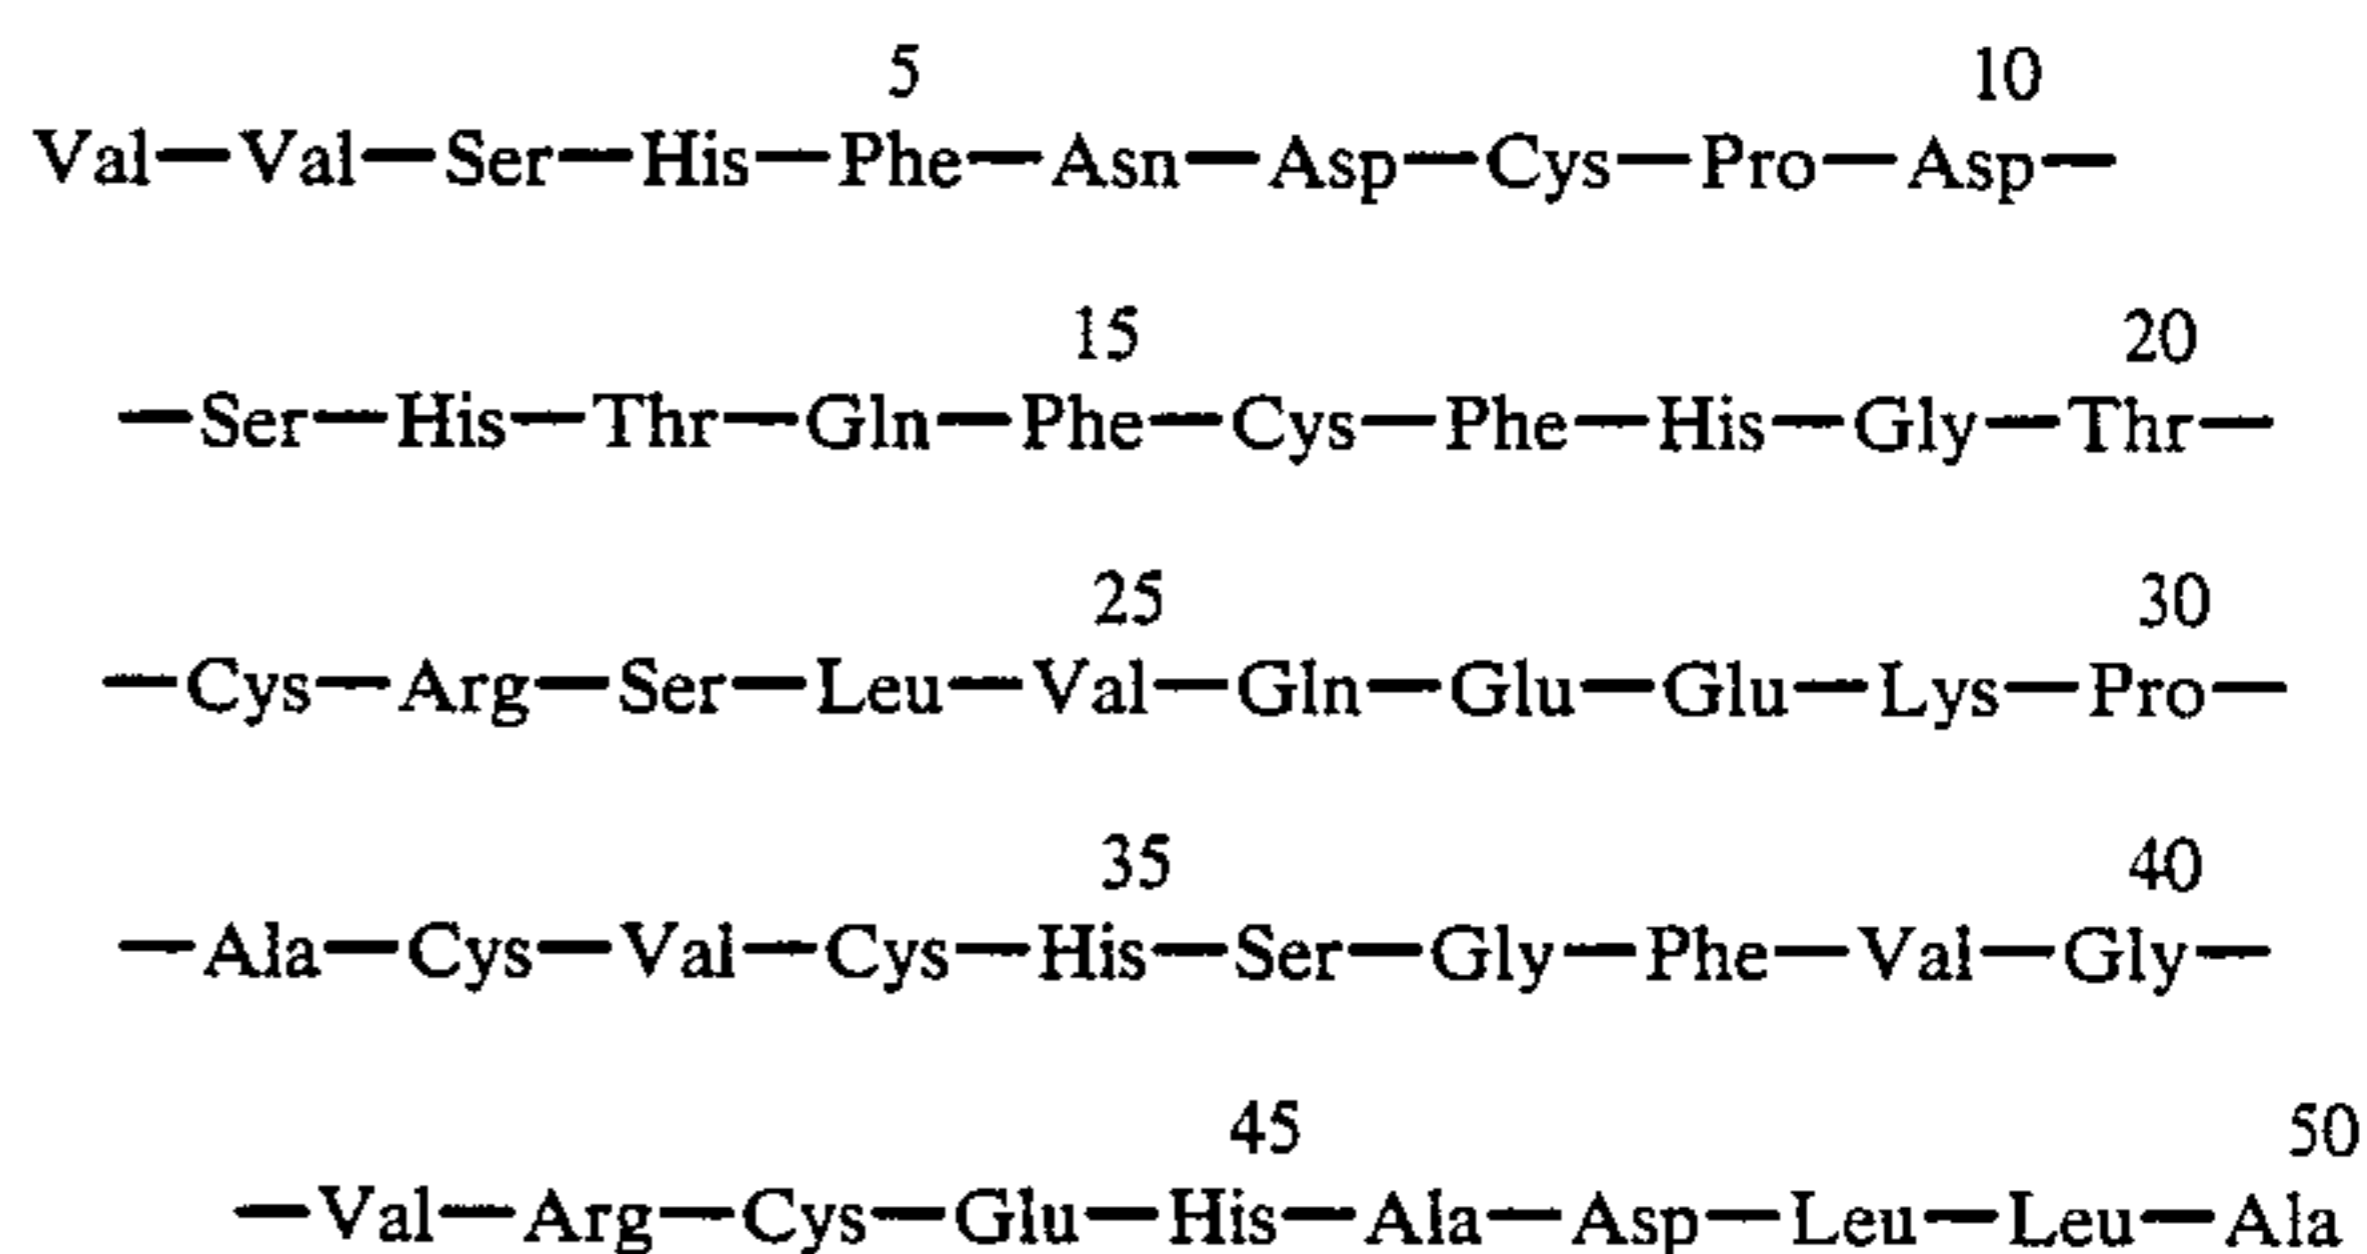 5 10
Val—Val—Ser—His—Phe—Asn—Asp—Cys—Pro—Asp—
15 20
—Ser—His—Thr—Gln—Phe—Cys—Phe—His—Gly—Thr—
25 30
—Cys—Arg—Ser—Leu—Val—Gln—Glu—Glu—Lys—Pro—
35 40
—Ala—Cys—Val—Cys—His—Ser—Gly—Phe—Val—Gly—
45 50
—Val—Arg—Cys—Glu—His—Ala—Asp—Leu—Leu—Ala